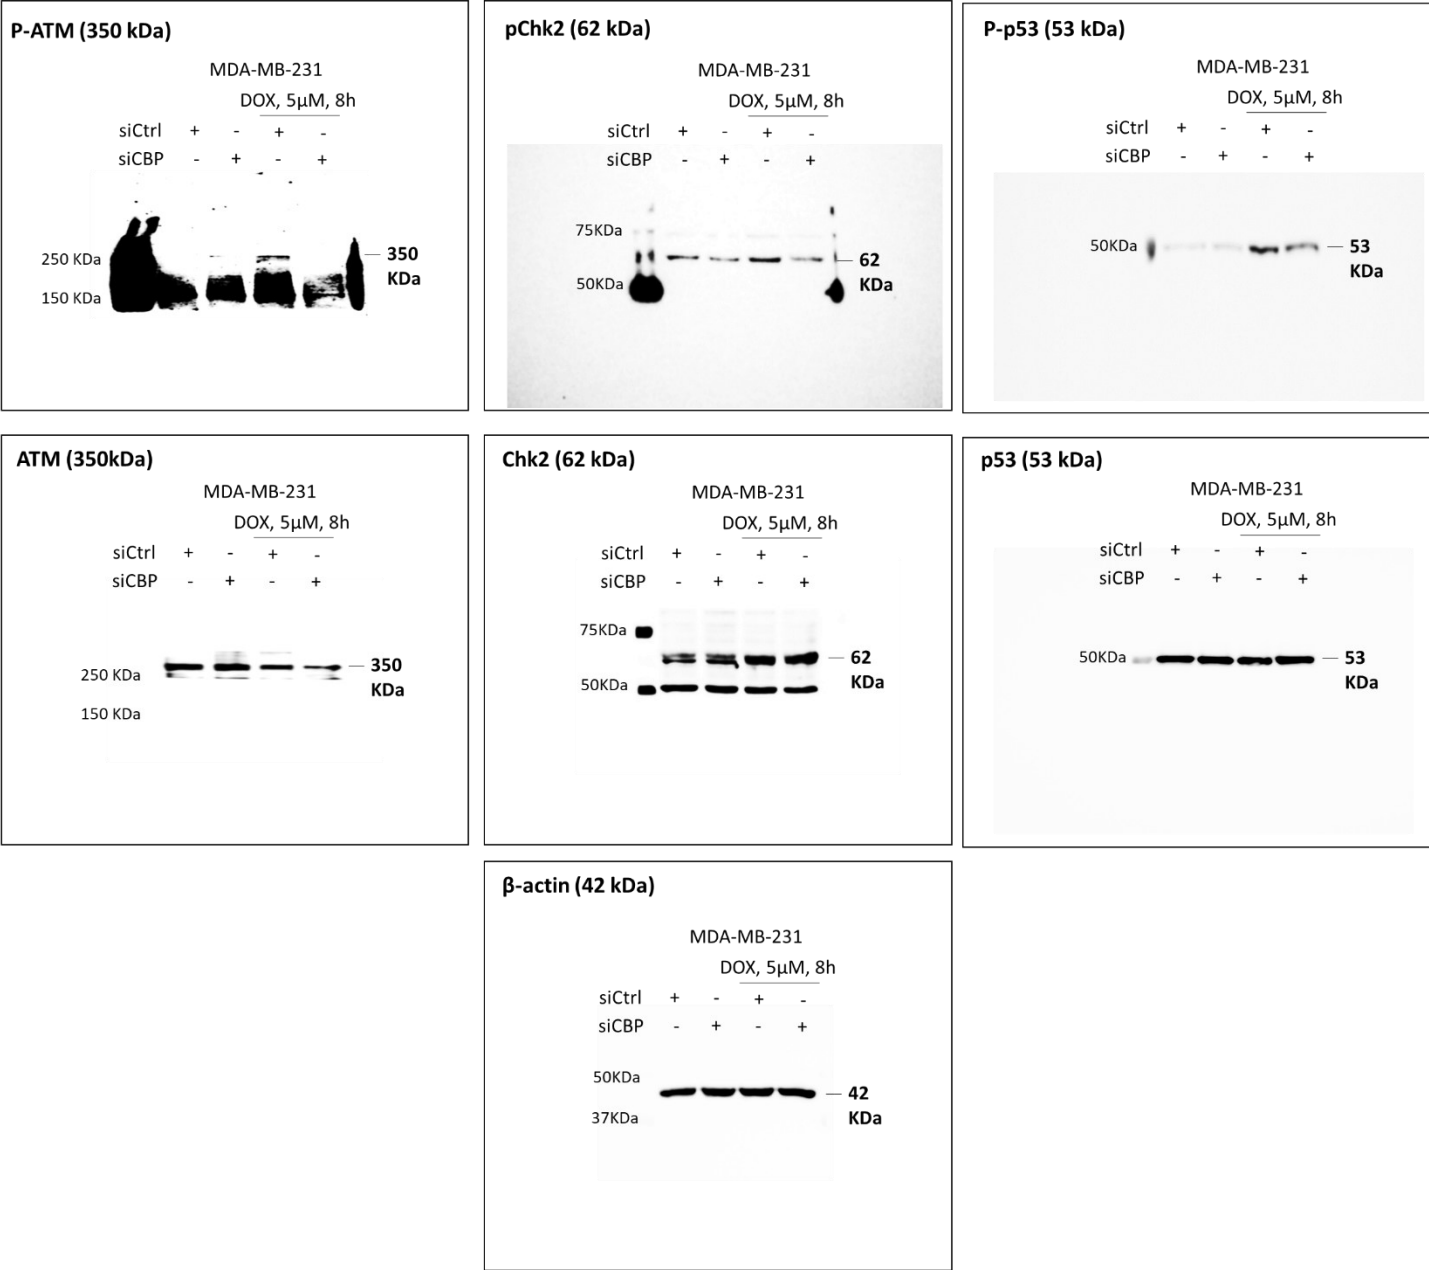 P-ATM (350 kDa)
MDA-MB-231
DOX, 5µM, 8h
siCtrl + - + -
siCBP - + - +
250 KDa
150 KDa
350
KDa
pChk2 (62 kDa)
MDA-MB-231
DOX, 5µM, 8h
siCtrl + - + -
siCBP - + - +
75KDa
50KDa
62
KDa
P-p53 (53 kDa)
MDA-MB-231
DOX, 5µM, 8h
siCtrl + - + -
siCBP - + - +
50KDa
53
KDa
ATM (350kDa)
MDA-MB-231
DOX, 5µM, 8h
siCtrl + - + -
siCBP - + - +
250 KDa
150 KDa
350
KDa
Chk2 (62 kDa)
MDA-MB-231
DOX, 5µM, 8h
siCtrl + - + -
siCBP - + - +
75KDa
50KDa
62
KDa
p53 (53 kDa)
MDA-MB-231
DOX, 5µM, 8h
siCtrl + - + -
siCBP - + - +
50KDa
53
KDa
β-actin (42 kDa)
MDA-MB-231
DOX, 5µM, 8h
siCtrl + - + -
siCBP - + - +
50KDa
37KDa
42
KDa